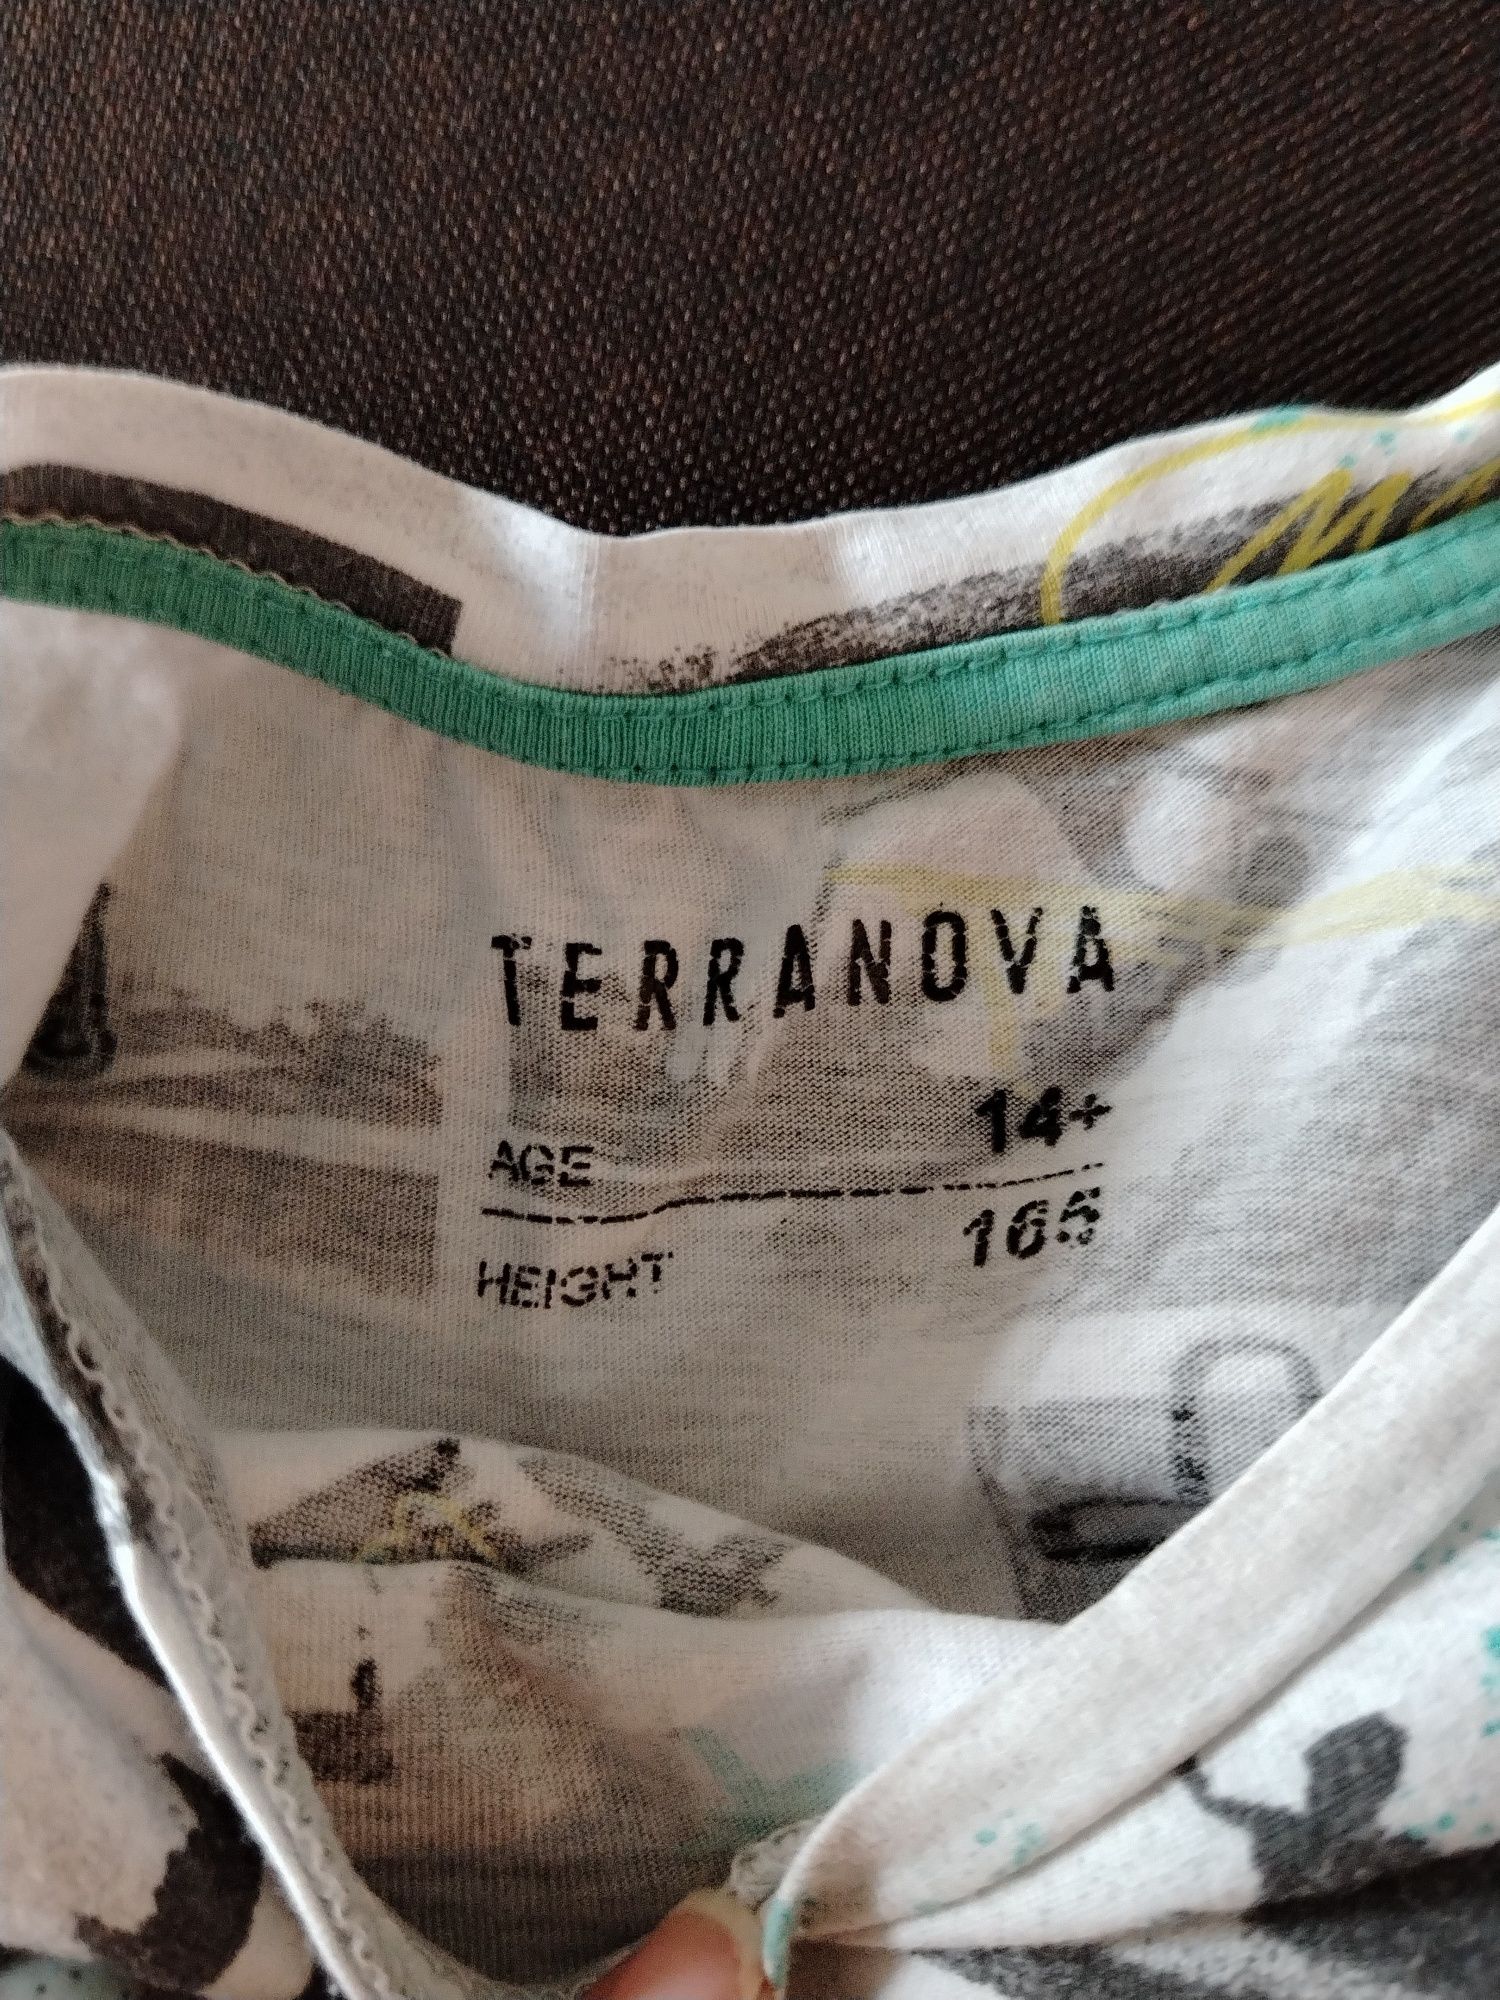 TERRANOVA
AGE 14+
HEIGHT 165